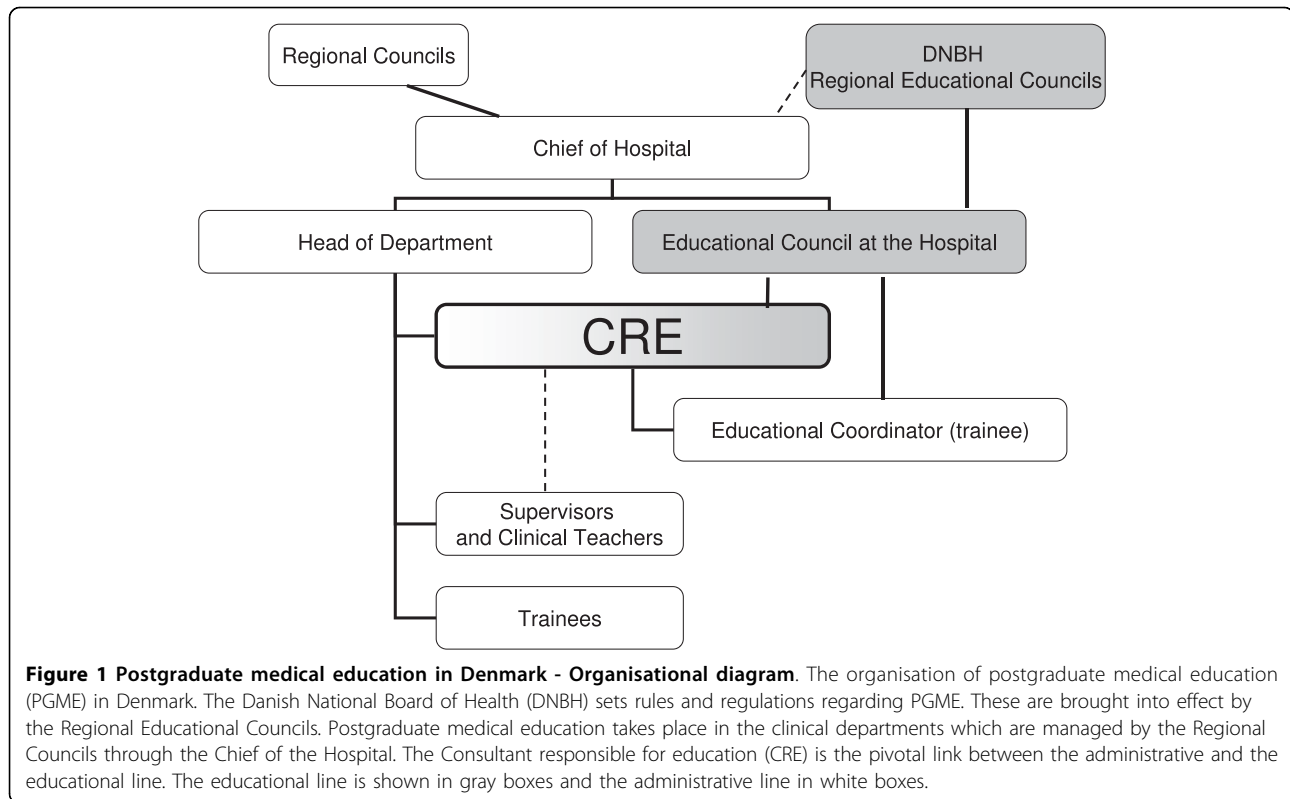 Regional Councils
DNBH
Regional Educational Councils
Chief of Hospital
Head of Department
Educational Council at the Hospital
CRE
Educational Coordinator (trainee)
Supervisors
and Clinical Teachers
Trainees
Figure 1 Postgraduate medical education in Denmark - Organisational diagram. The organisation of postgraduate medical education
(PGME) in Denmark. The Danish National Board of Health (DNBH) sets rules and regulations regarding PGME. These are brought into effect by
the Regional Educational Councils. Postgraduate medical education takes place in the clinical departments which are managed by the Regional
Councils through the Chief of the Hospital. The Consultant responsible for education (CRE) is the pivotal link between the administrative and the
educational line. The educational line is shown in gray boxes and the administrative line in white boxes.